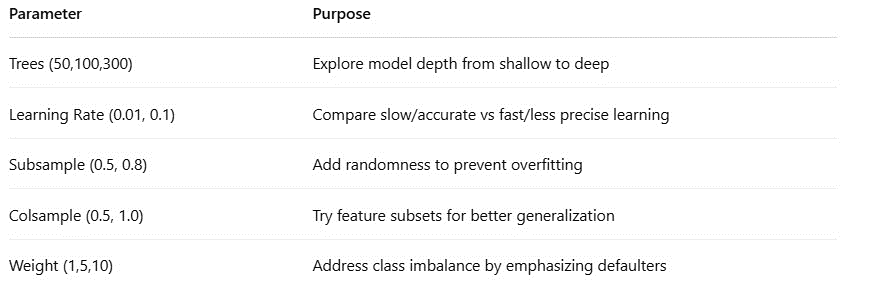 Parameter Purpose
Trees (50,100,300) Explore model depth from shallow to deep
Learning Rate (0.01, 0.1) Compare slow/accurate vs fast/less precise learning
Subsample (0.5, 0.8) Add randomness to prevent overfitting
Colsample (0.5, 1.0) Try feature subsets for better generalization
Weight (1,5,10) Address class imbalance by emphasizing defaulters